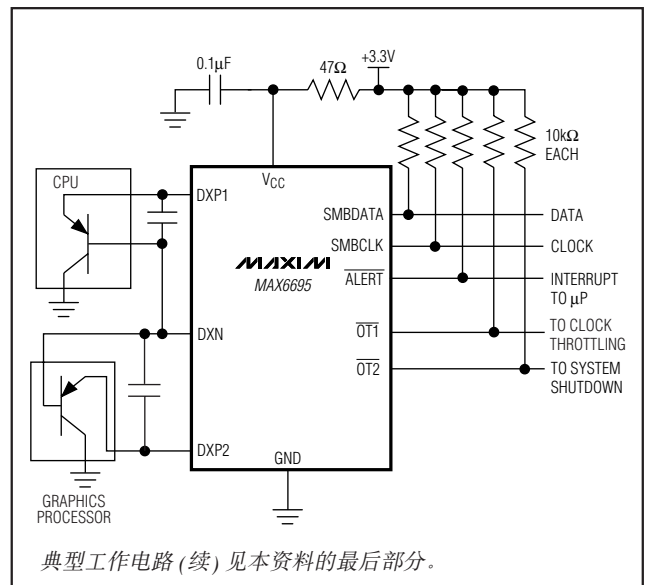 0.1μF
47Ω
+3.3V
10kΩ
EACH
CPU
VCC
DXP1
SMBDATA
DATA
SMBCLK
CLOCK
MAXIM
MAX6695
ALERT
INTERRUPT
TO μP
DXN
OT1
TO CLOCK
THROTTLING
OT2
TO SYSTEM
SHUTDOWN
DXP2
GND
GRAPHICS
PROCESSOR
典型工作电路 (续) 见本资料的最后部分。